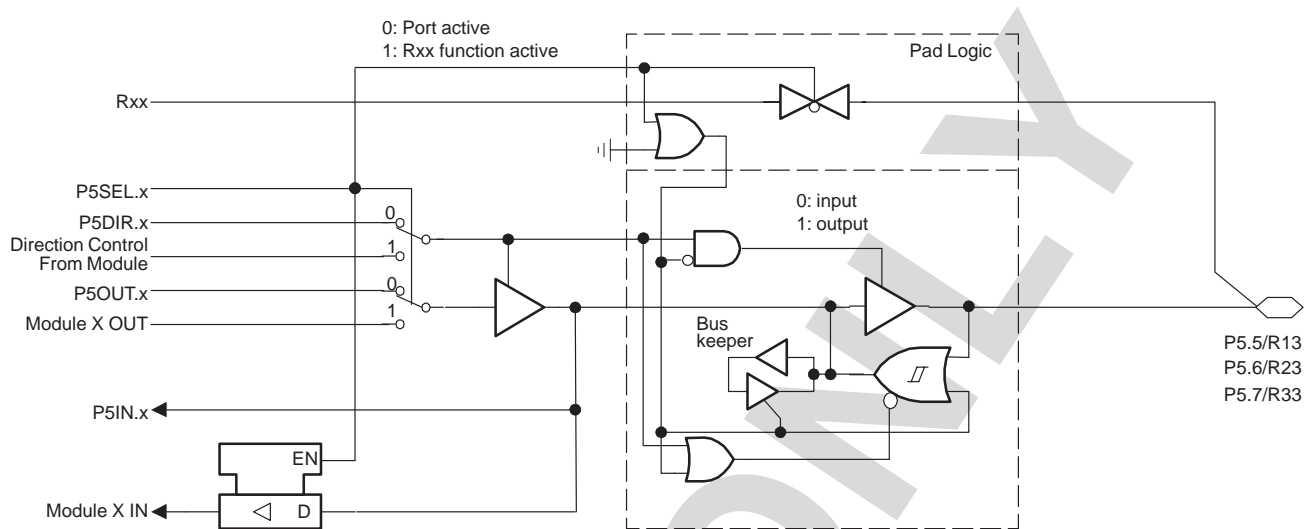 0: Port active
1: Rxx function active
Pad Logic
Rxx
P5SEL.x
0: input
1: output
P5DIR.x
0
Direction Control
From Module
1
P5OUT.x
0
Module X OUT
1
Bus
keeper
P5.5/R13
P5.6/R23
P5.7/R33
P5IN.x
EN
Module X IN
D
ONLY